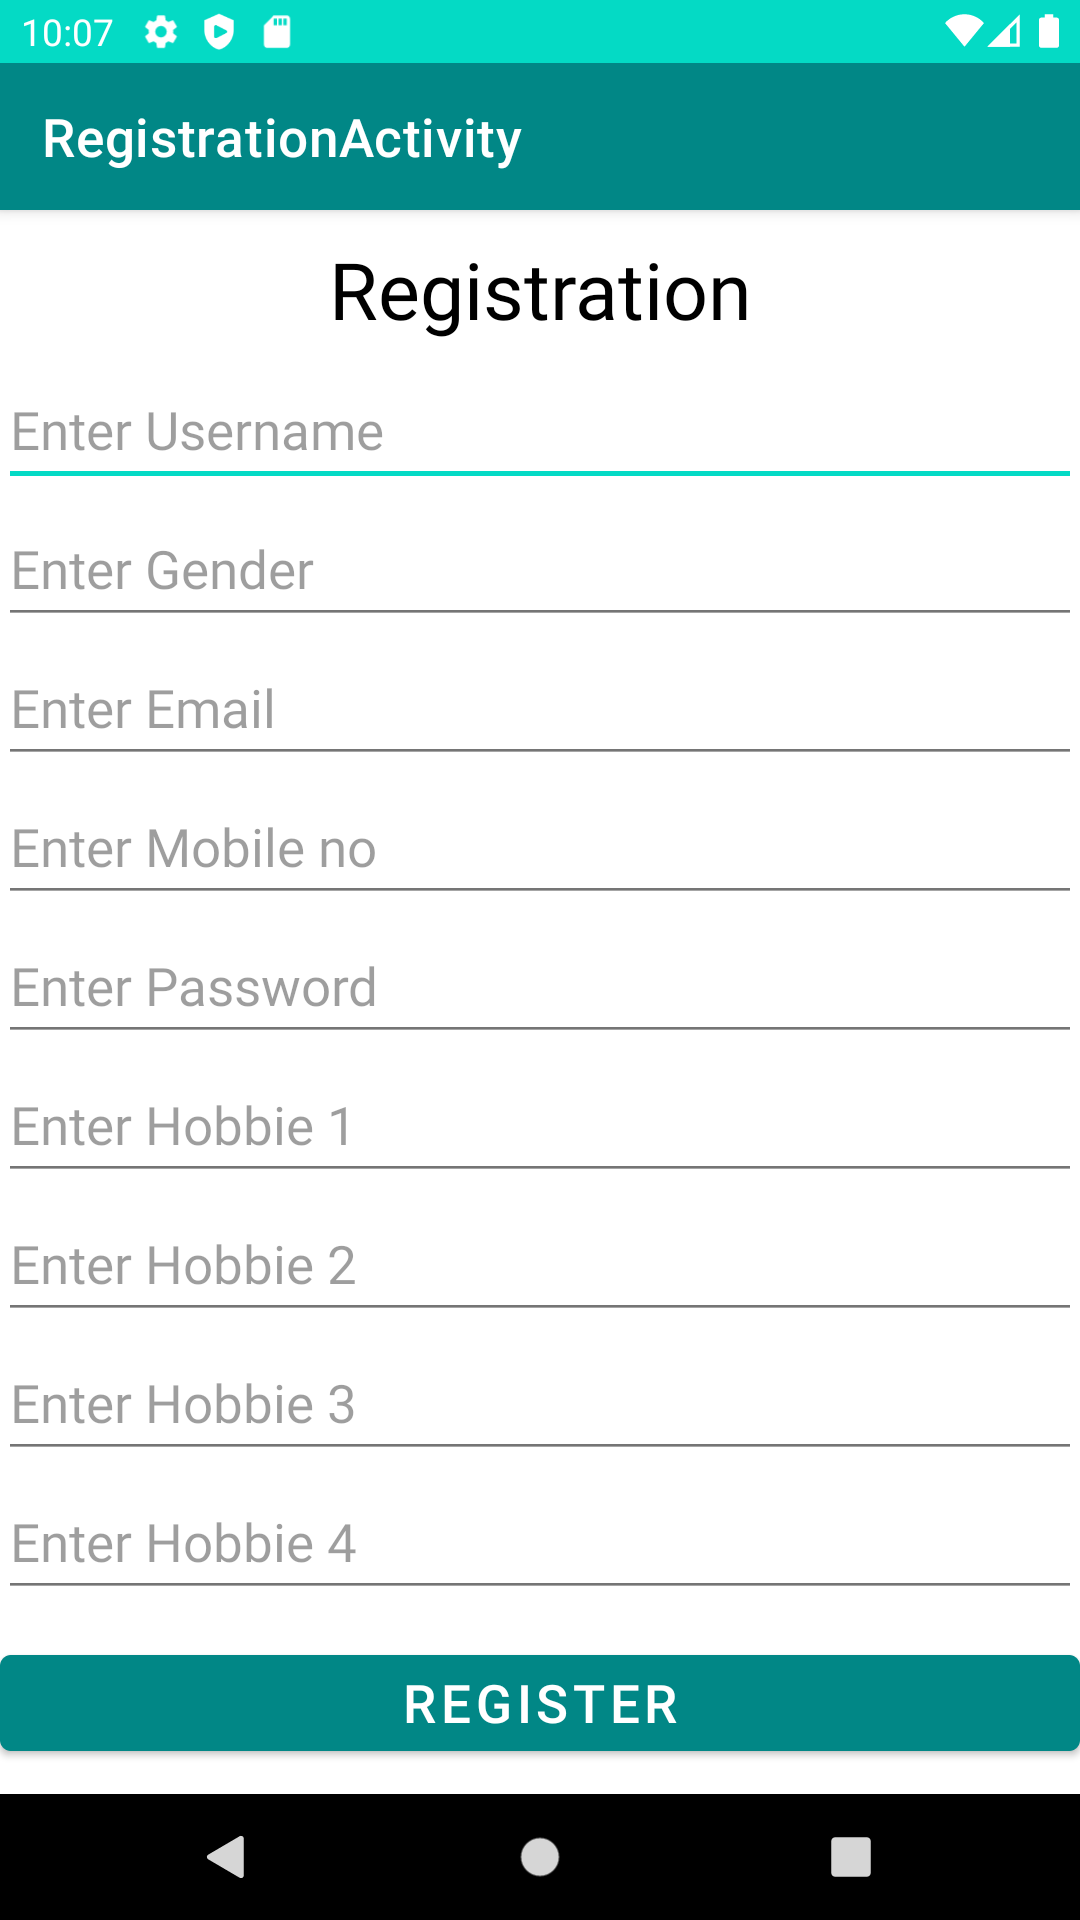 10:07
RegistrationActivity
Registration
Enter Username
Enter Gender
Enter Email
Enter Mobile no
Enter Password
Enter Hobbie 1
Enter Hobbie 2
Enter Hobbie 3
Enter Hobbie 4
REGISTER